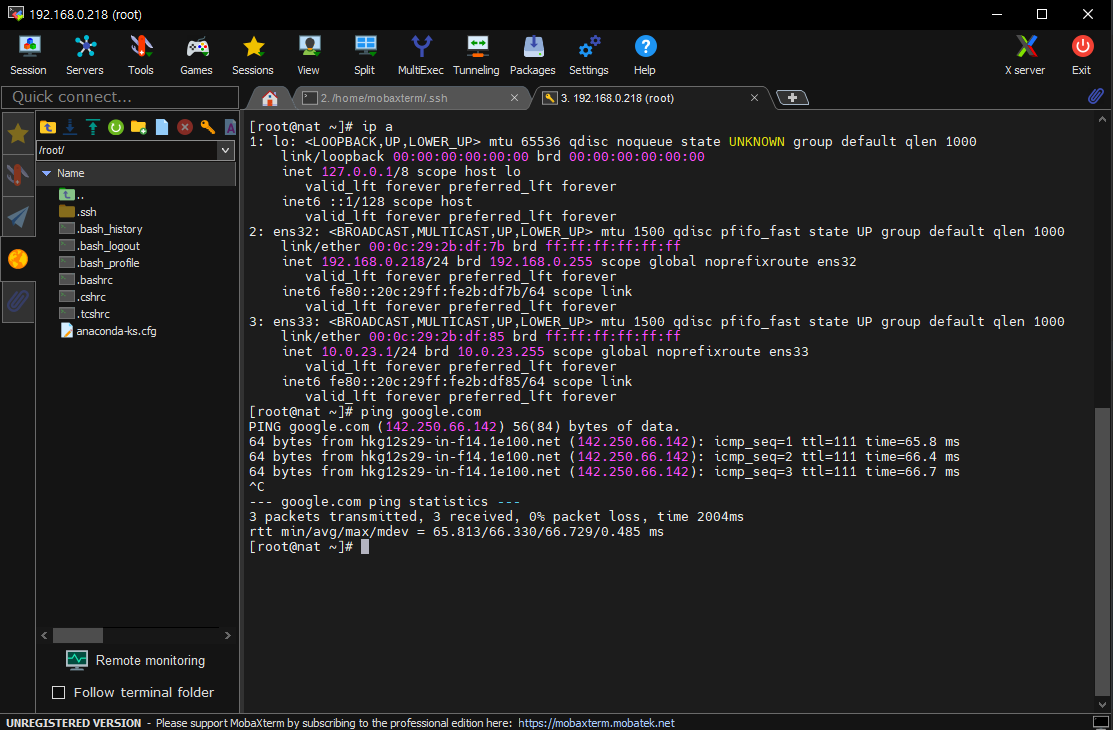 192.168.0.218 (root)
Session Servers Tools Games Sessions View Split MultiExec Tunneling Packages Settings Help X server Exit
Quick connect...
2. /home/mobaxterm/.ssh
3. 192.168.0.218 (root)
/root/
Name
..
.ssh
.bash_history
.bash_logout
.bash_profile
.bashrc
.cshrc
.tcshrc
anaconda-ks.cfg
[root@nat ~]# ip a
1: lo: <LOOPBACK,UP,LOWER_UP> mtu 65536 qdisc noqueue state UNKNOWN group default qlen 1000
    link/loopback 00:00:00:00:00:00 brd 00:00:00:00:00:00
    inet 127.0.0.1/8 scope host lo
       valid_lft forever preferred_lft forever
    inet6 ::1/128 scope host
       valid_lft forever preferred_lft forever
2: ens32: <BROADCAST,MULTICAST,UP,LOWER_UP> mtu 1500 qdisc pfifo_fast state UP group default qlen 1000
    link/ether 00:0c:29:2b:df:7b brd ff:ff:ff:ff:ff:ff
    inet 192.168.0.218/24 brd 192.168.0.255 scope global noprefixroute ens32
       valid_lft forever preferred_lft forever
    inet6 fe80::20c:29ff:fe2b:df7b/64 scope link
       valid_lft forever preferred_lft forever
3: ens33: <BROADCAST,MULTICAST,UP,LOWER_UP> mtu 1500 qdisc pfifo_fast state UP group default qlen 1000
    link/ether 00:0c:29:2b:df:85 brd ff:ff:ff:ff:ff:ff
    inet 10.0.23.1/24 brd 10.0.23.255 scope global noprefixroute ens33
       valid_lft forever preferred_lft forever
    inet6 fe80::20c:29ff:fe2b:df85/64 scope link
       valid_lft forever preferred_lft forever
[root@nat ~]# ping google.com
PING google.com (142.250.66.142) 56(84) bytes of data.
64 bytes from hkg12s29-in-f14.1e100.net (142.250.66.142): icmp_seq=1 ttl=111 time=65.8 ms
64 bytes from hkg12s29-in-f14.1e100.net (142.250.66.142): icmp_seq=2 ttl=111 time=66.4 ms
64 bytes from hkg12s29-in-f14.1e100.net (142.250.66.142): icmp_seq=3 ttl=111 time=66.7 ms
^C
--- google.com ping statistics ---
3 packets transmitted, 3 received, 0% packet loss, time 2004ms
rtt min/avg/max/mdev = 65.813/66.330/66.729/0.485 ms
[root@nat ~]#
Remote monitoring
Follow terminal folder
UNREGISTERED VERSION - Please support MobaXterm by subscribing to the professional edition here: https://mobaxterm.mobatek.net